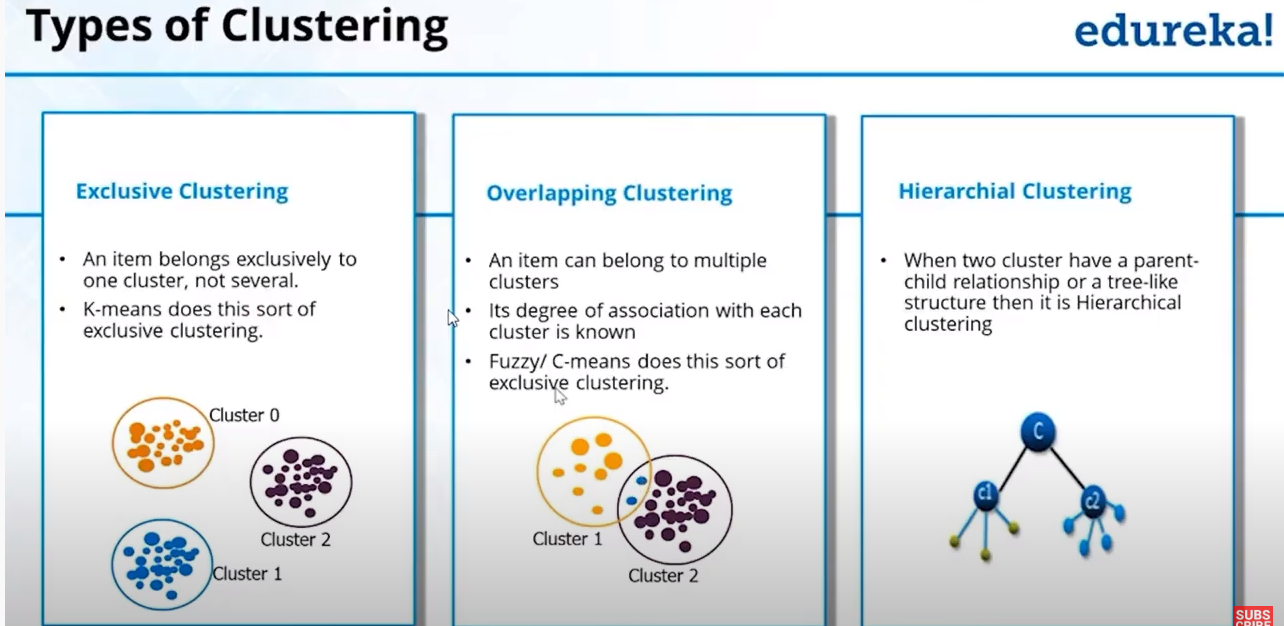 Types of Clustering
edureka!
Exclusive Clustering
• An item belongs exclusively to
one cluster, not several.
• K-means does this sort of
exclusive clustering.
Cluster 0
Cluster 2
Cluster 1
Overlapping Clustering
• An item can belong to multiple
clusters
• Its degree of association with each
cluster is known
• Fuzzy/ C-means does this sort of
exclusive clustering.
Cluster 1
Cluster 2
Hierarchial Clustering
• When two cluster have a parent-
child relationship or a tree-like
structure then it is Hierarchical
clustering
C
c1
c2
SUBS
CRIBE